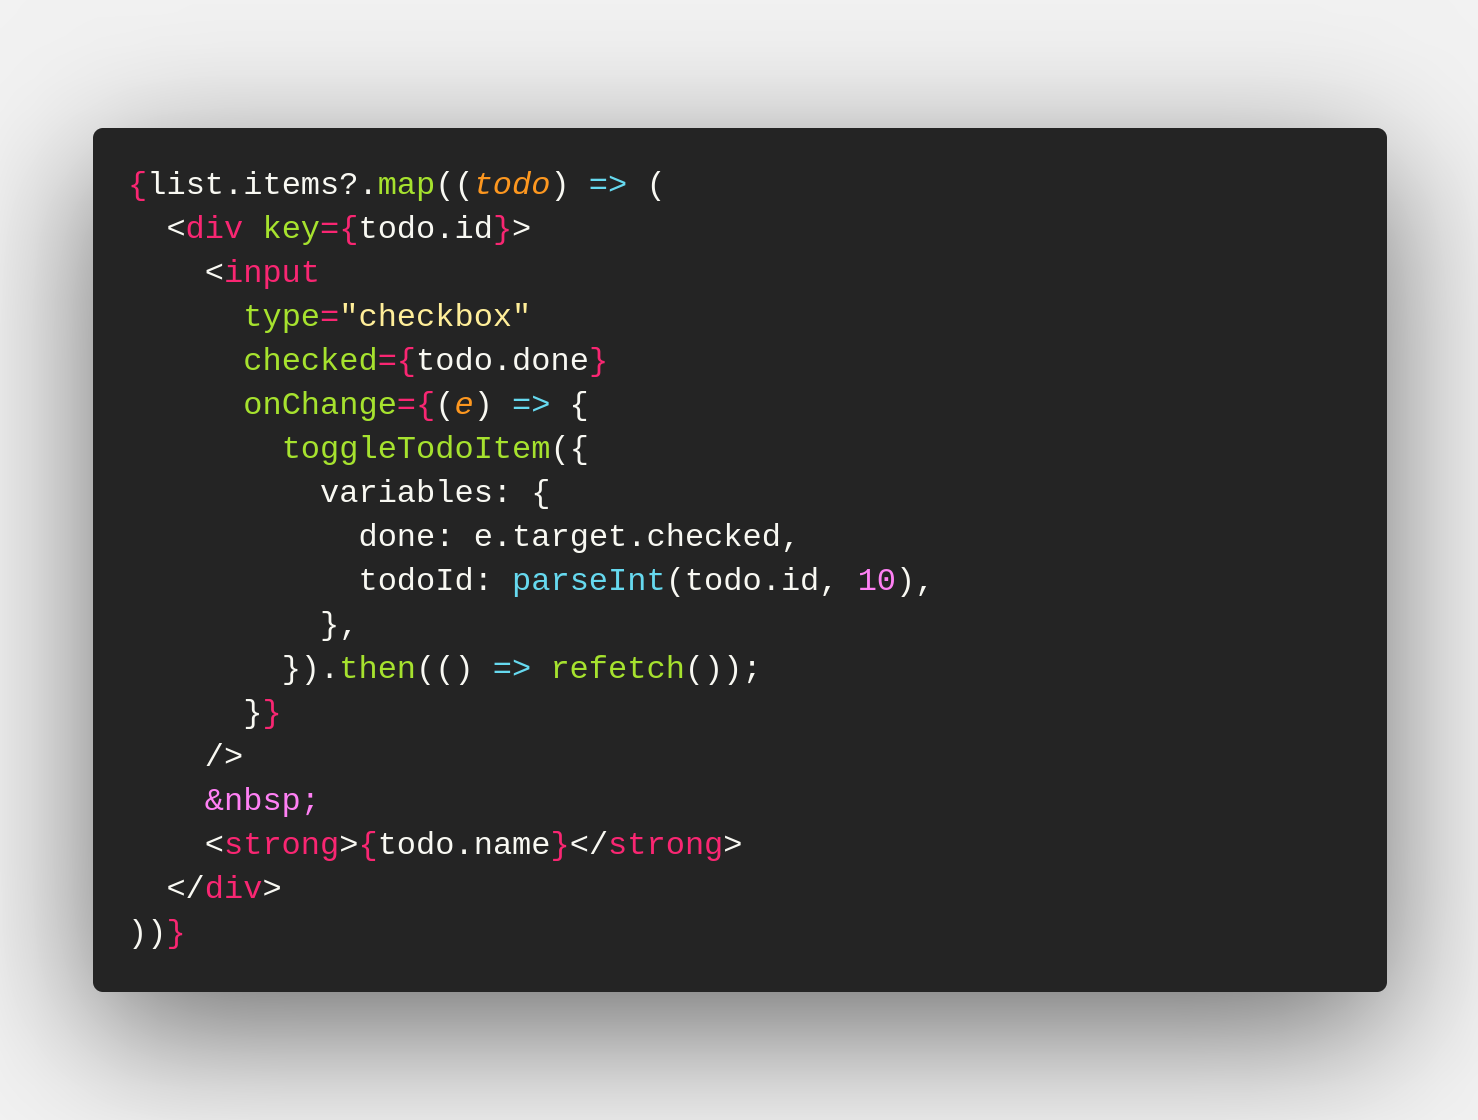 {list.items?.map((todo) => (
  <div key={todo.id}>
    <input
      type="checkbox"
      checked={todo.done}
      onChange={(e) => {
        toggleTodoItem({
          variables: {
            done: e.target.checked,
            todoId: parseInt(todo.id, 10),
          },
        }).then(() => refetch());
      }}
    />
    &nbsp;
    <strong>{todo.name}</strong>
  </div>
))}